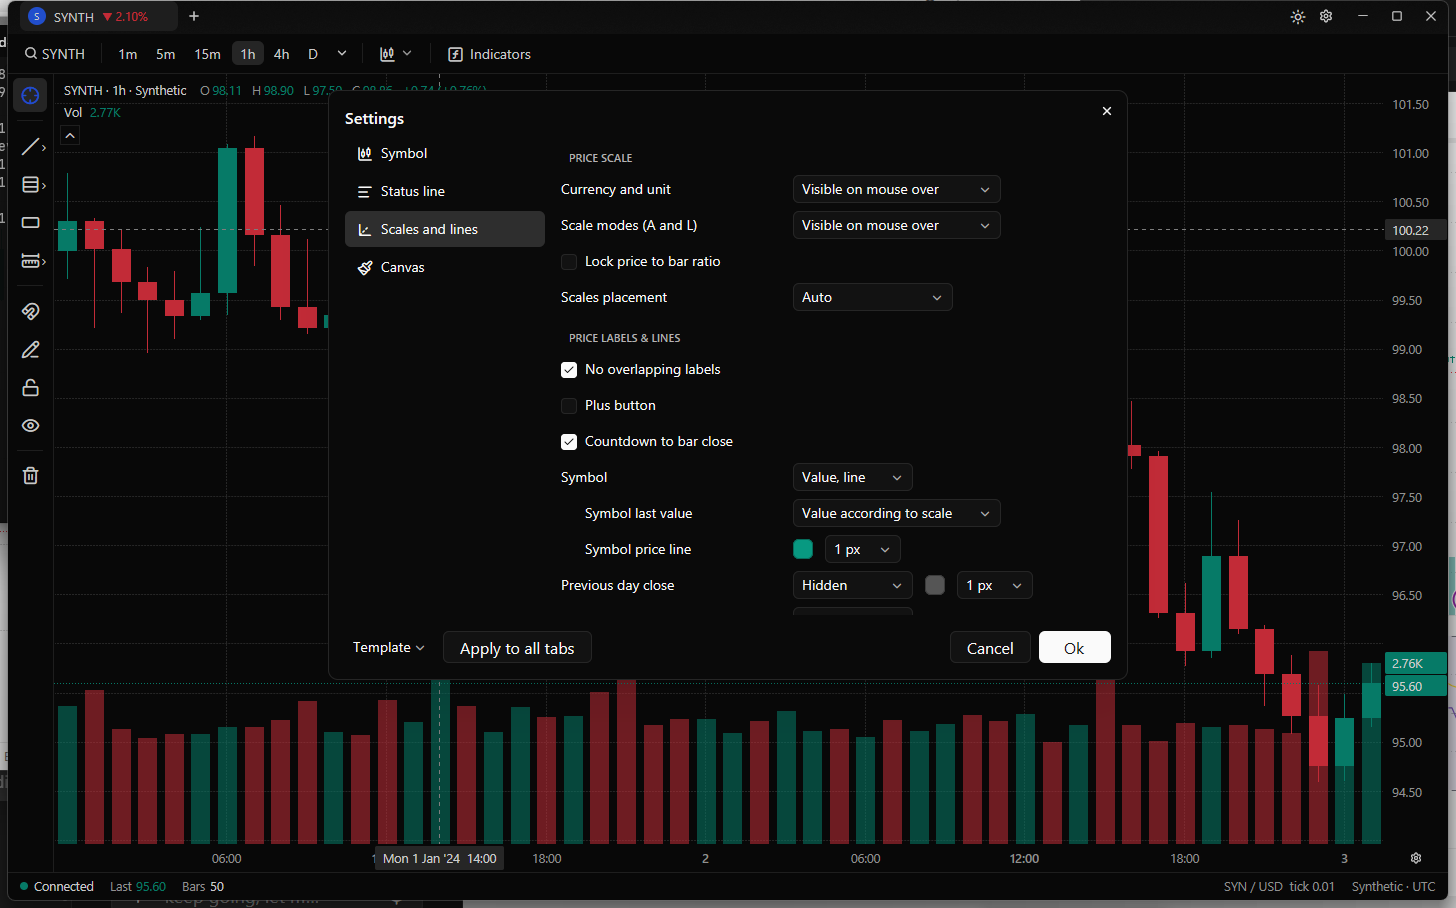 SYNTH 2.10%
SYNTH 1m 5m 15m 1h 4h D Indicators
SYNTH · 1h · Synthetic O 98.11 H 98.90 L 97.50
Vol 2.77K
Settings
Symbol
Status line
Scales and lines
Canvas
PRICE SCALE
Currency and unit Visible on mouse over
Scale modes (A and L) Visible on mouse over
Lock price to bar ratio
Scales placement Auto
PRICE LABELS & LINES
No overlapping labels
Plus button
Countdown to bar close
Symbol Value, line
Symbol last value Value according to scale
Symbol price line 1 px
Previous day close Hidden 1 px
Template Apply to all tabs Cancel Ok
101.50
101.00
100.50
100.22
100.00
99.50
99.00
98.50
98.00
97.50
97.00
96.50
2.76K
95.60
95.00
94.50
06:00 Mon 1 Jan '24 14:00 18:00 2 06:00 12:00 18:00 3
Connected Last 95.60 Bars 50 SYN / USD tick 0.01 Synthetic · UTC